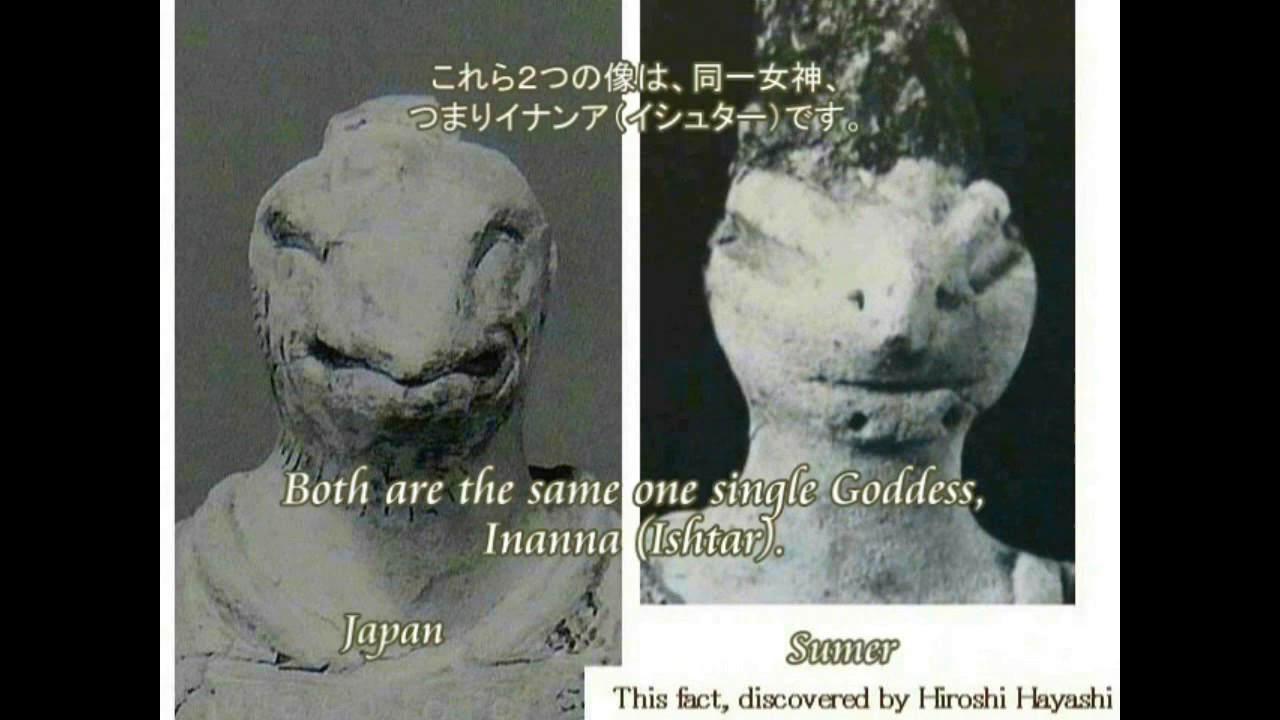 これら２つの像は、同一女神、
つまりイナンア（イシュター）です。
Both are the same one single Goddess,
Inanna (Ishtar).
Japan
Sumer
This fact, discovered by Hiroshi Hayashi